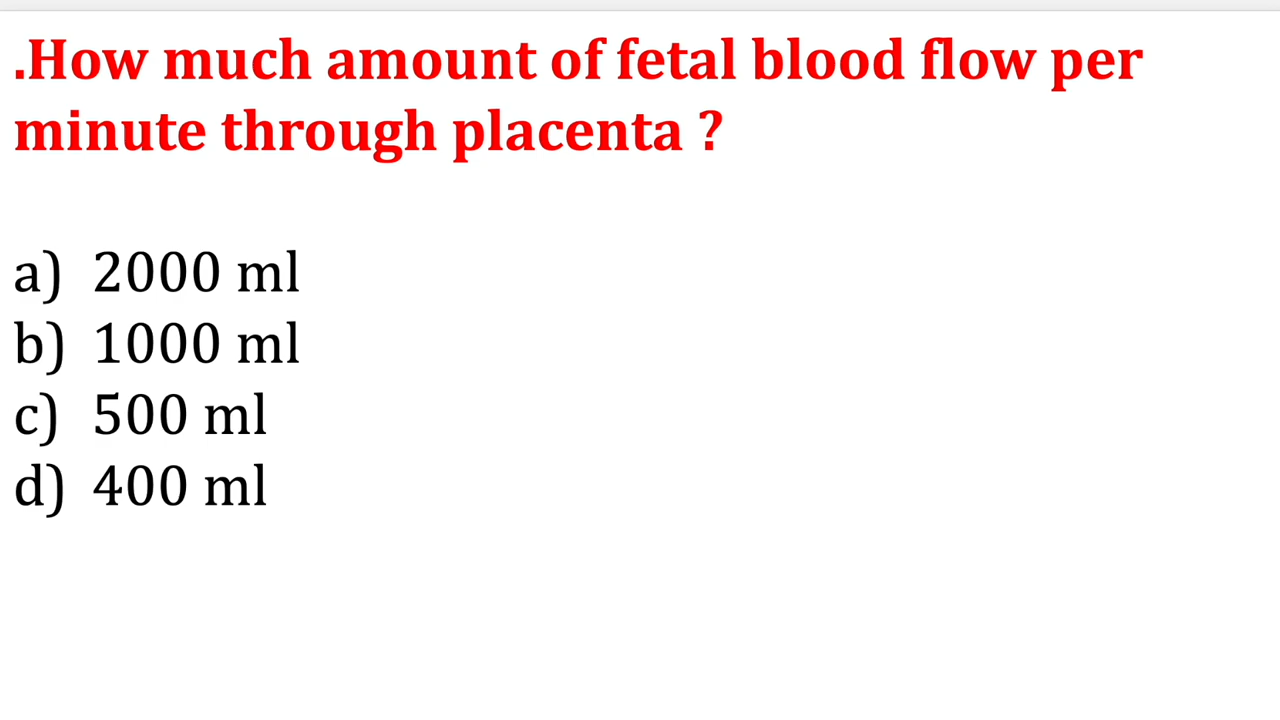 .How much amount of fetal blood flow per
minute through placenta ?
a) 2000 ml
b) 1000 ml
c) 500 ml
d) 400 ml